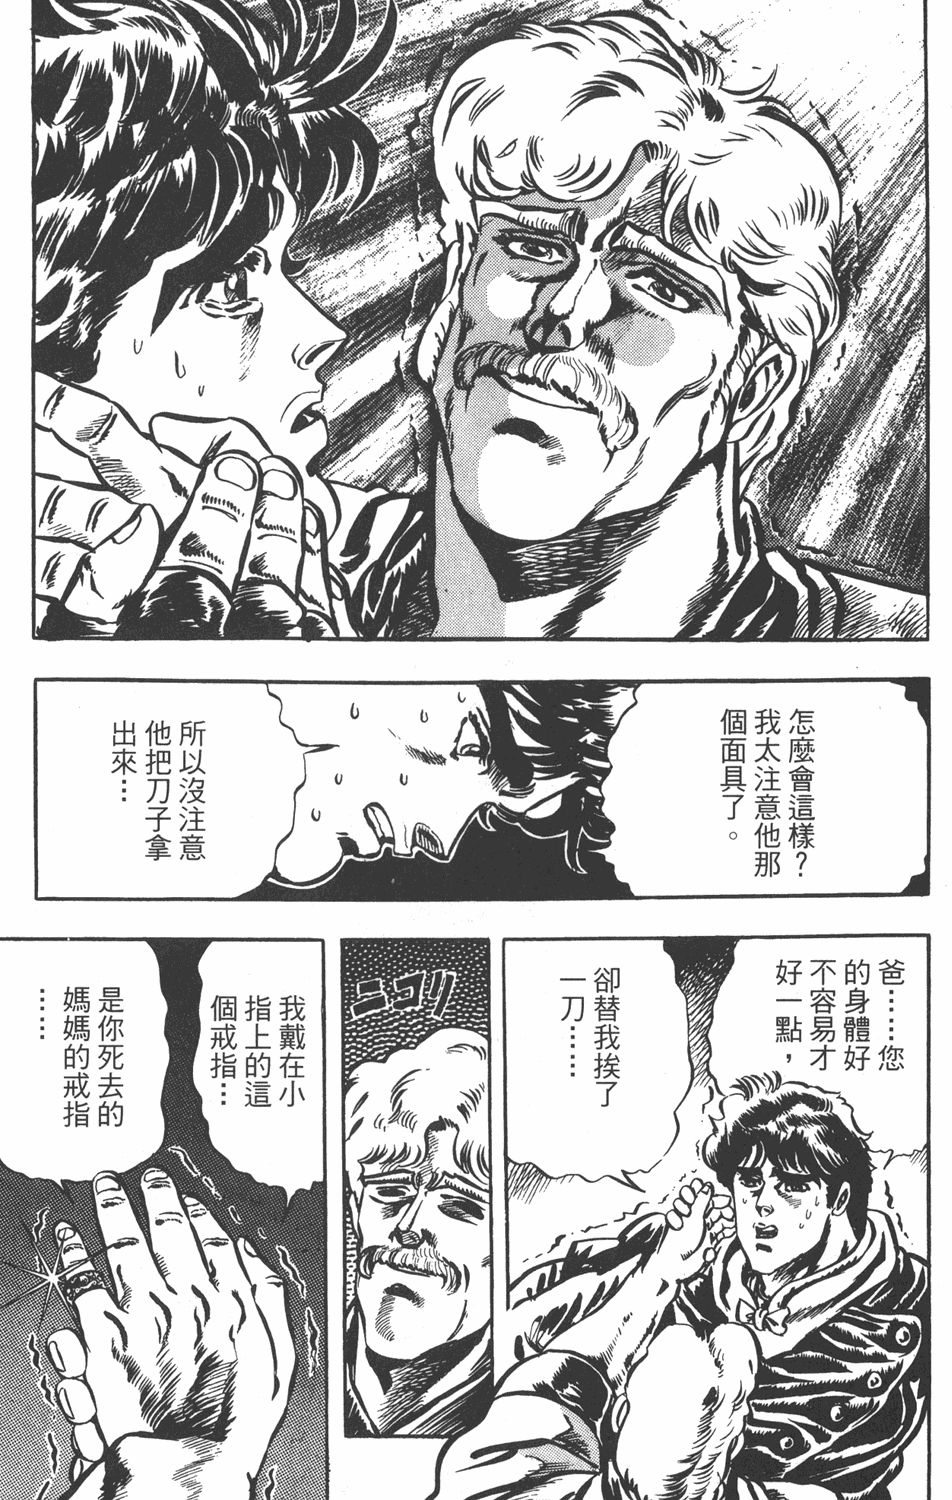 怎麼會這樣？
我太注意他那
個面具了。
所以沒注意
他把刀子拿
出來…
爸……您
的身體好
不容易才
好一點，
卻替我挨了
一刀……
ニコリ
我戴在小
指上的這
個戒指…
是你死去的
媽媽的戒指
……